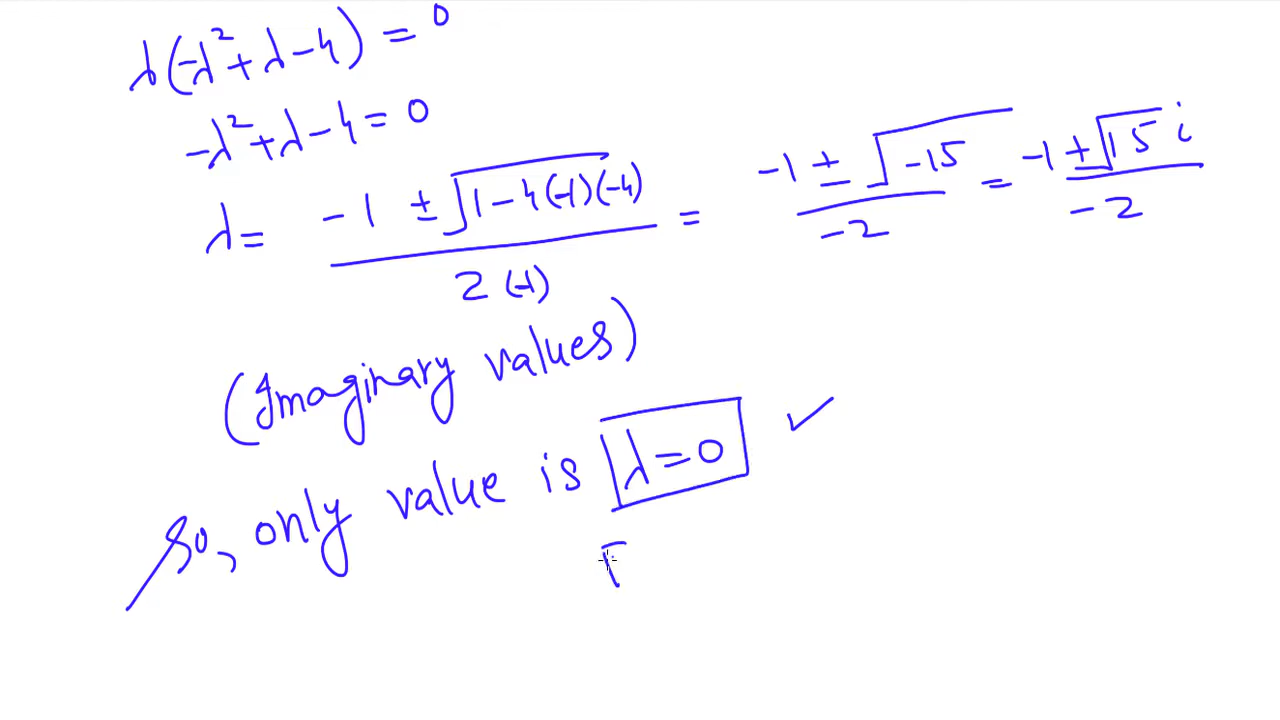 λ(-λ²+λ-4) = 0
-λ²+λ-4 = 0
λ = (-1 ± √(1-4(-1)(-4))) / 2(-1) = (-1 ± √-15) / -2 = (-1 ± √15 i) / -2
(Imaginary values)
So, only value is λ=0 ✓